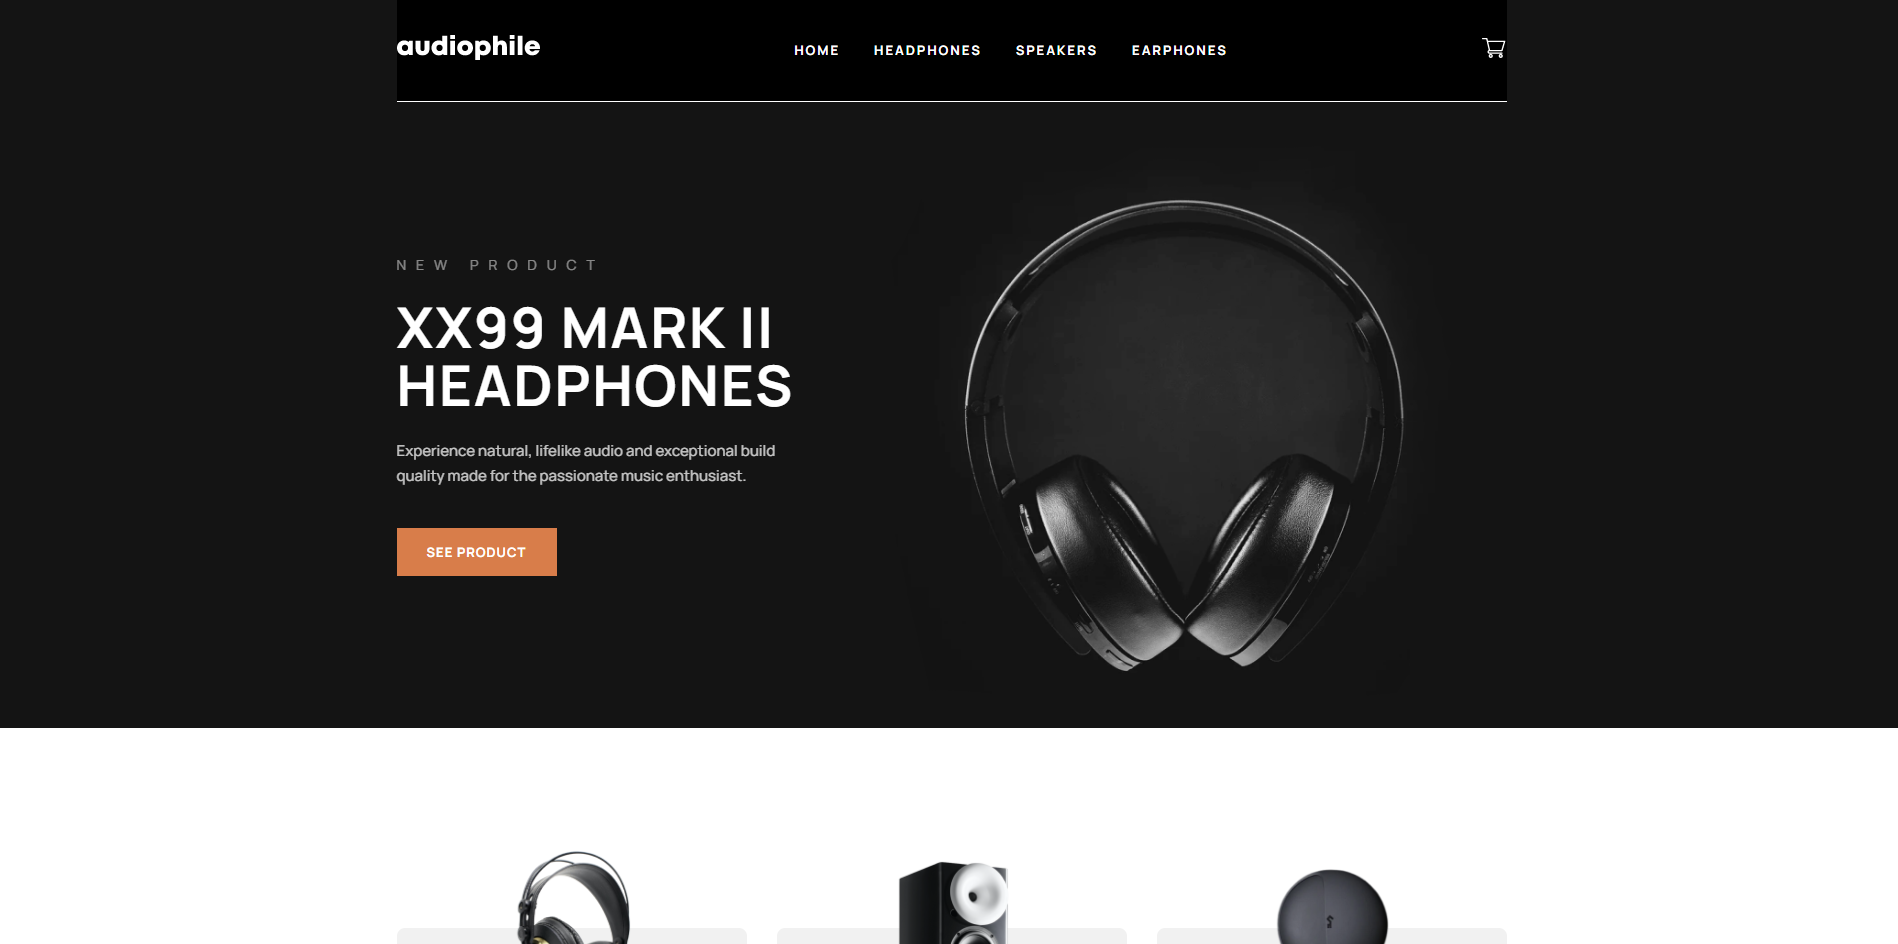 audiophile
HOME HEADPHONES SPEAKERS EARPHONES
NEW PRODUCT
XX99 MARK II
HEADPHONES
Experience natural, lifelike audio and exceptional build
quality made for the passionate music enthusiast.
SEE PRODUCT